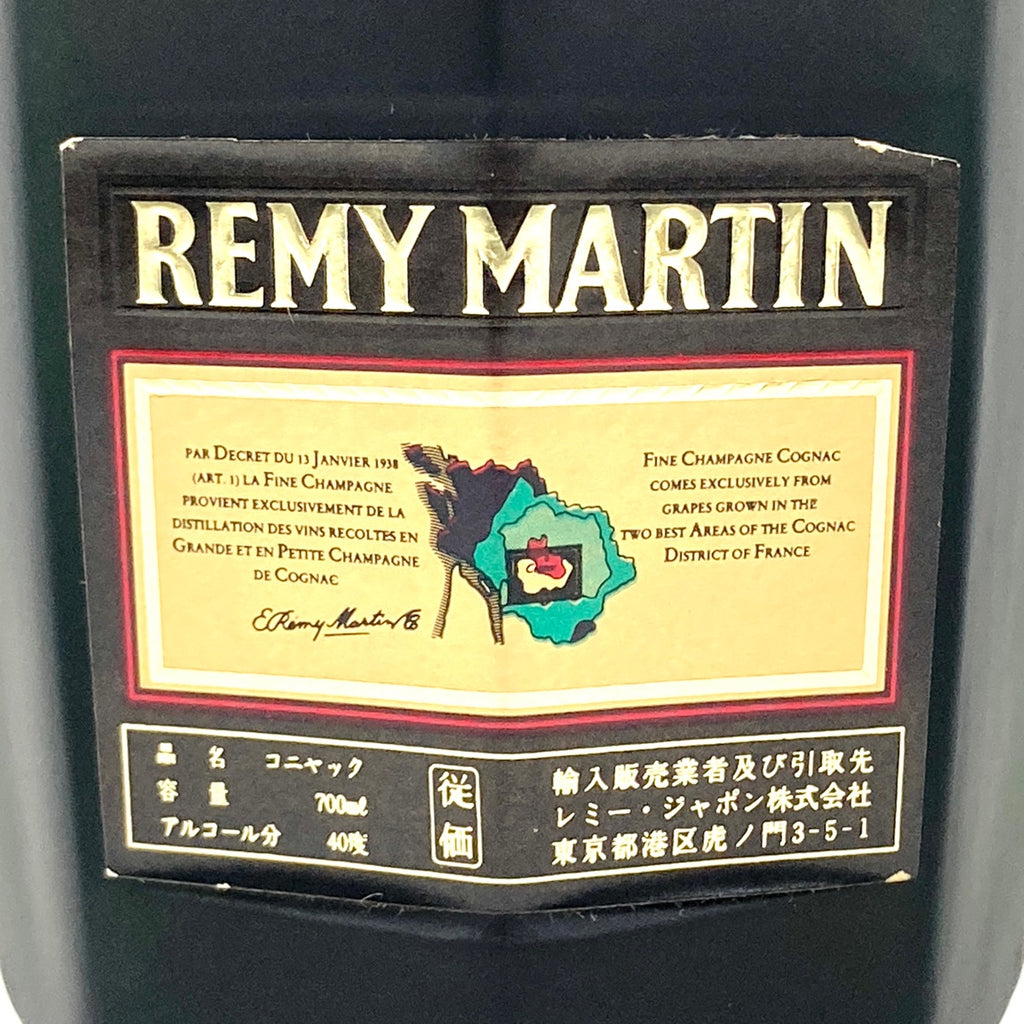 REMY MARTIN
PAR DECRET DU 13 JANVIER 1938
(ART. 1) LA FINE CHAMPAGNE
PROVIENT EXCLUSIVEMENT DE LA
DISTILLATION DES VINS RECOLTES EN
GRANDE ET EN PETITE CHAMPAGNE
DE COGNAC
E Remy Martin & Co
FINE CHAMPAGNE COGNAC
COMES EXCLUSIVELY FROM
GRAPES GROWN IN THE
TWO BEST AREAS OF THE COGNAC
DISTRICT OF FRANCE
品名 コニャック
容量 700ml
アルコール分 40度
従価
輸入販売業者及び引取先
レミー・ジャポン株式会社
東京都港区虎ノ門3-5-1